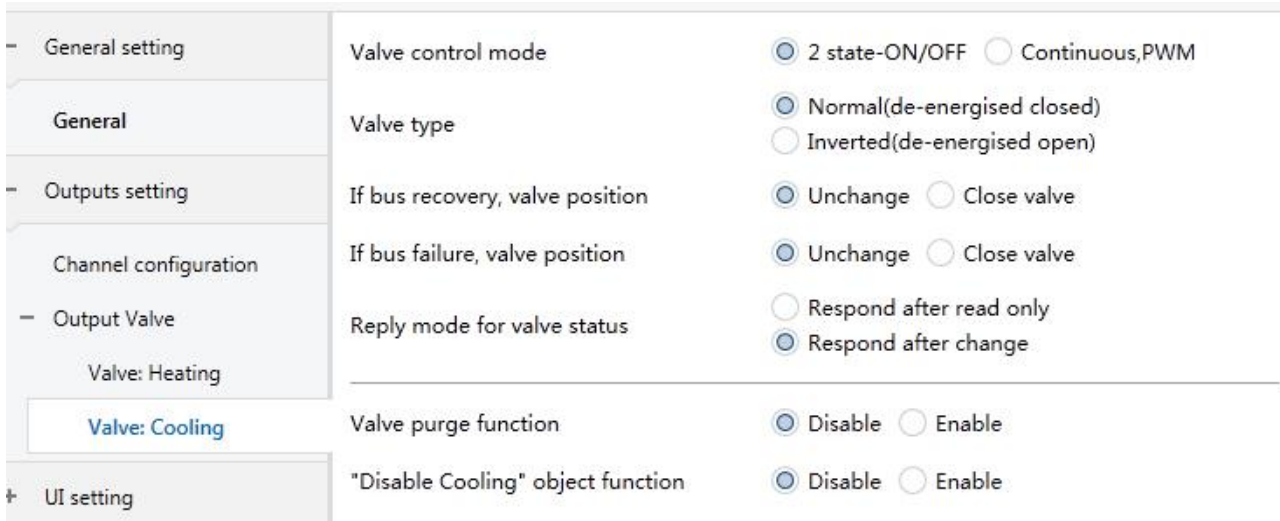 General setting
General
Outputs setting
Channel configuration
Output Valve
Valve: Heating
Valve: Cooling
UI setting
Valve control mode 2 state-ON/OFF Continuous,PWM
Valve type Normal(de-energised closed)
Inverted(de-energised open)
If bus recovery, valve position Unchange Close valve
If bus failure, valve position Unchange Close valve
Reply mode for valve status Respond after read only
Respond after change
Valve purge function Disable Enable
"Disable Cooling" object function Disable Enable